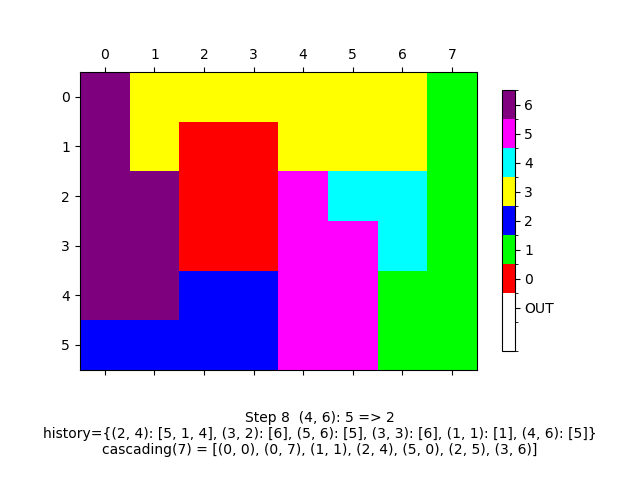 0 1 2 3 4 5 6 7
0
1
2
3
4
5
6
5
4
3
2
1
0
OUT
Step 8  (4, 6): 5 => 2
history={(2, 4): [5, 1, 4], (3, 2): [6], (5, 6): [5], (3, 3): [6], (1, 1): [1], (4, 6): [5]}
cascading(7) = [(0, 0), (0, 7), (1, 1), (2, 4), (5, 0), (2, 5), (3, 6)]